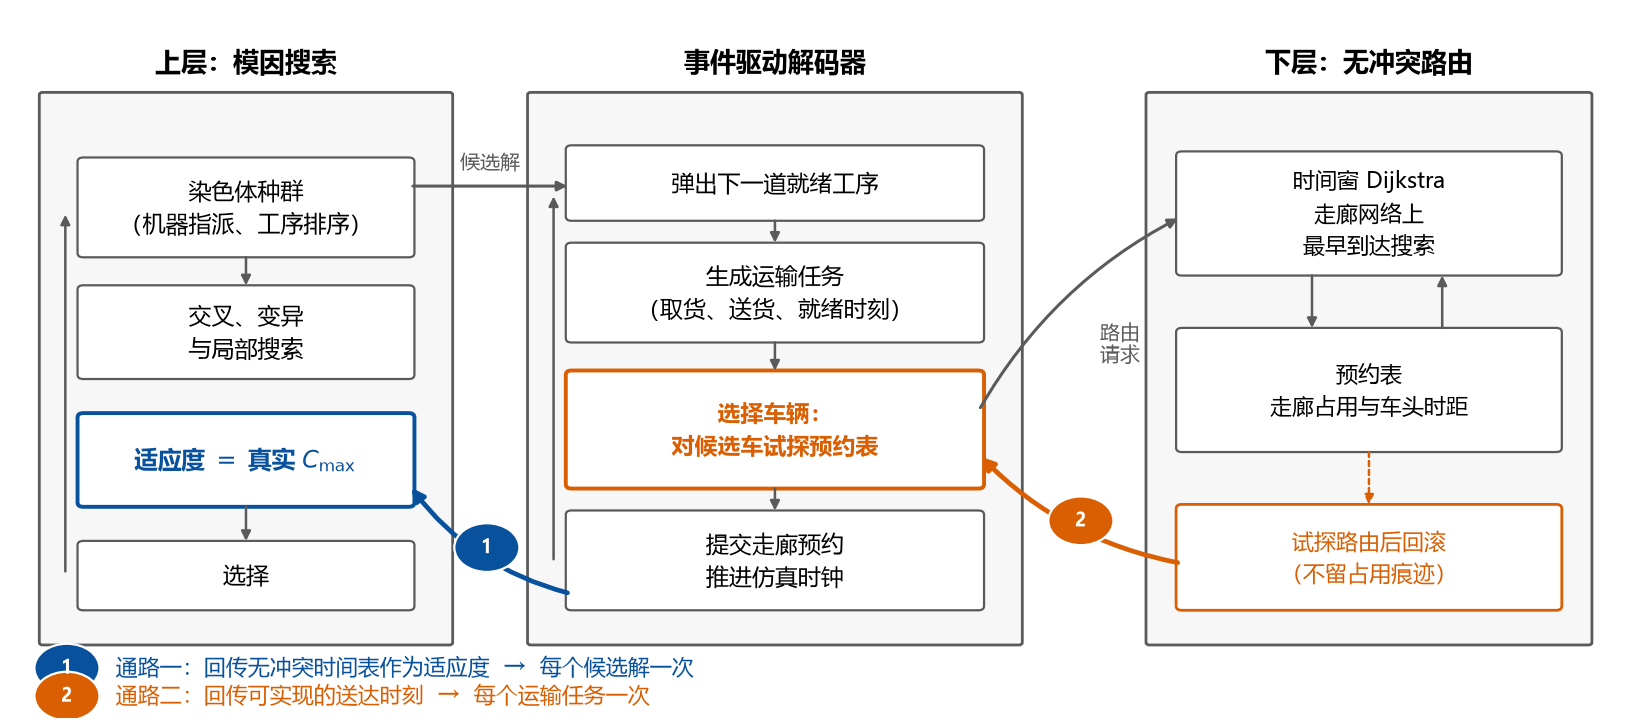 上层：模因搜索
染色体种群
（机器指派、工序排序）
交叉、变异
与局部搜索
适应度 = 真实 Cmax
选择
候选解
事件驱动解码器
弹出下一道就绪工序
生成运输任务
（取货、送货、就绪时刻）
选择车辆：
对候选车试探预约表
提交走廊预约
推进仿真时钟
1
路由
请求
2
下层：无冲突路由
时间窗 Dijkstra
走廊网络上
最早到达搜索
预约表
走廊占用与车头时距
试探路由后回滚
（不留占用痕迹）
1 通路一：回传无冲突时间表作为适应度 → 每个候选解一次
2 通路二：回传可实现的送达时刻 → 每个运输任务一次